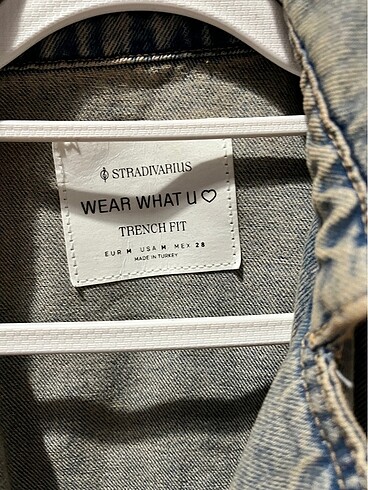 STRADIVARIUS
WEAR WHAT U ♡
TRENCH FIT
EUR M USA M MEX 28
MADE IN TURKEY